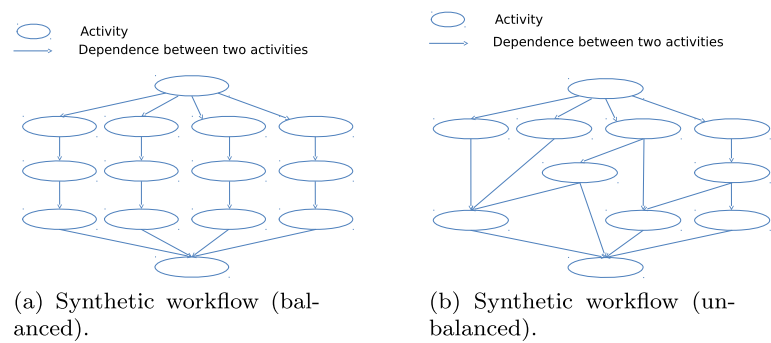 Activity
Dependence between two activities
(a) Synthetic workflow (bal-
anced).
Activity
Dependence between two activities
(b) Synthetic workflow (un-
balanced).